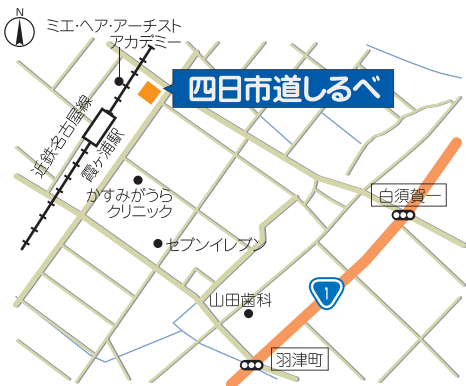 N
ミエ・ヘア・アーチスト
アカデミー
四日市道しるべ
近鉄名古屋線
霞ヶ浦駅
かすみがうら
クリニック
白須賀一
セブンイレブン
1
山田歯科
羽津町